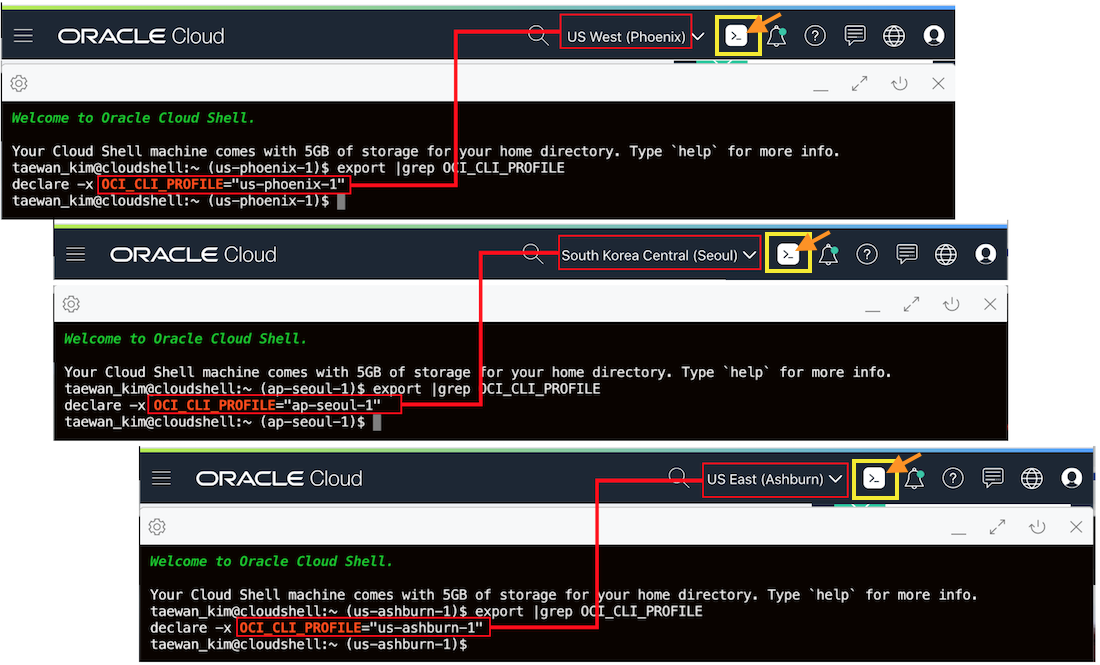 ORACLE Cloud
US West (Phoenix)
Welcome to Oracle Cloud Shell.
Your Cloud Shell machine comes with 5GB of storage for your home directory. Type `help` for more info.
taewan_kim@cloudshell:~ (us-phoenix-1)$ export |grep OCI_CLI_PROFILE
declare -x OCI_CLI_PROFILE="us-phoenix-1"
taewan_kim@cloudshell:~ (us-phoenix-1)$
ORACLE Cloud
South Korea Central (Seoul)
Welcome to Oracle Cloud Shell.
Your Cloud Shell machine comes with 5GB of storage for your home directory. Type `help` for more info.
taewan_kim@cloudshell:~ (ap-seoul-1)$ export |grep OCI_CLI_PROFILE
declare -x OCI_CLI_PROFILE="ap-seoul-1"
taewan_kim@cloudshell:~ (ap-seoul-1)$
ORACLE Cloud
US East (Ashburn)
Welcome to Oracle Cloud Shell.
Your Cloud Shell machine comes with 5GB of storage for your home directory. Type `help` for more info.
taewan_kim@cloudshell:~ (us-ashburn-1)$ export |grep OCI_CLI_PROFILE
declare -x OCI_CLI_PROFILE="us-ashburn-1"
taewan_kim@cloudshell:~ (us-ashburn-1)$